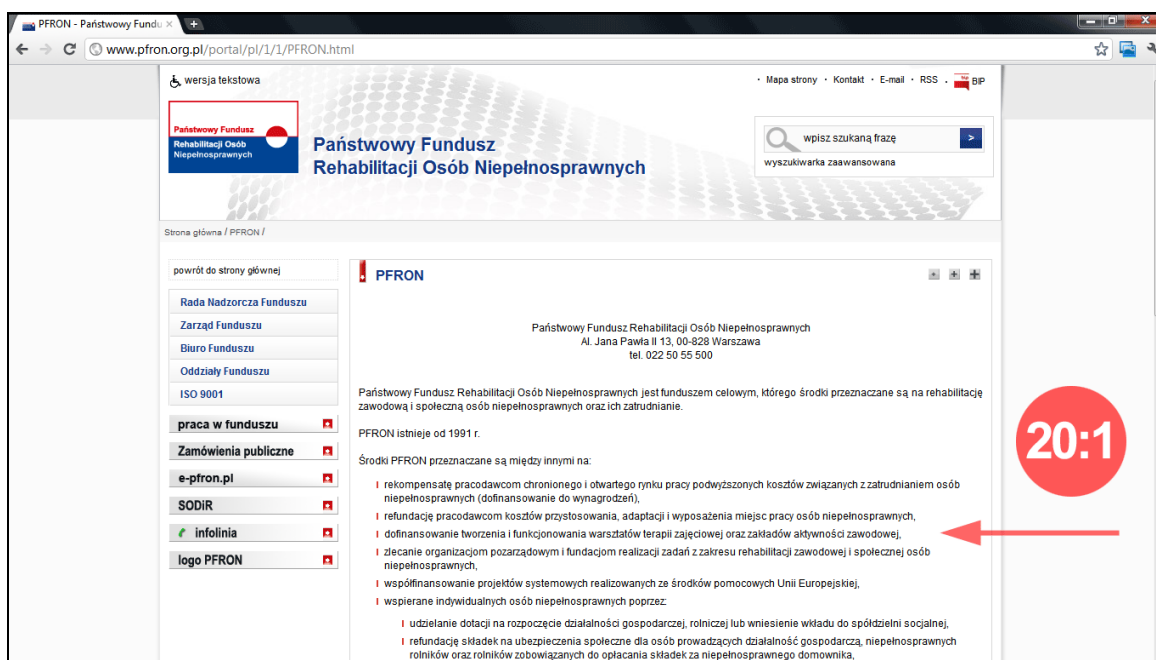 PFRON - Państwowy Fundu
www.pfron.org.pl/portal/pl/1/1/PFRON.html
wersja tekstowa
Mapa strony · Kontakt · E-mail · RSS · BIP
Państwowy Fundusz
Rehabilitacji Osób
Niepełnosprawnych
Państwowy Fundusz
Rehabilitacji Osób Niepełnosprawnych
wpisz szukaną frazę >
wyszukiwarka zaawansowana
Strona główna / PFRON /
powrót do strony głównej
Rada Nadzorcza Funduszu
Zarząd Funduszu
Biuro Funduszu
Oddziały Funduszu
ISO 9001
praca w funduszu
Zamówienia publiczne
e-pfron.pl
SODiR
infolinia
logo PFRON
PFRON
Państwowy Fundusz Rehabilitacji Osób Niepełnosprawnych
Al. Jana Pawła II 13, 00-828 Warszawa
tel. 022 50 55 500
Państwowy Fundusz Rehabilitacji Osób Niepełnosprawnych jest funduszem celowym, którego środki przeznaczane są na rehabilitację
zawodową i społeczną osób niepełnosprawnych oraz ich zatrudnianie.
PFRON istnieje od 1991 r.
Środki PFRON przeznaczane są między innymi na:
rekompensatę pracodawcom chronionego i otwartego rynku pracy podwyższonych kosztów związanych z zatrudnianiem osób
niepełnosprawnych (dofinansowanie do wynagrodzeń),
refundację pracodawcom kosztów przystosowania, adaptacji i wyposażenia miejsc pracy osób niepełnosprawnych,
dofinansowanie tworzenia i funkcjonowania warsztatów terapii zajęciowej oraz zakładów aktywności zawodowej,
zlecanie organizacjom pozarządowym i fundacjom realizacji zadań z zakresu rehabilitacji zawodowej i społecznej osób
niepełnosprawnych,
współfinansowanie projektów systemowych realizowanych ze środków pomocowych Unii Europejskiej,
wspierane indywidualnych osób niepełnosprawnych poprzez:
udzielanie dotacji na rozpoczęcie działalności gospodarczej, rolniczej lub wniesienie wkładu do spółdzielni socjalnej,
refundację składek na ubezpieczenia społeczne dla osób prowadzących działalność gospodarczą, niepełnosprawnych
rolników oraz rolników zobowiązanych do opłacania składek za niepełnosprawnego domownika,
20:1